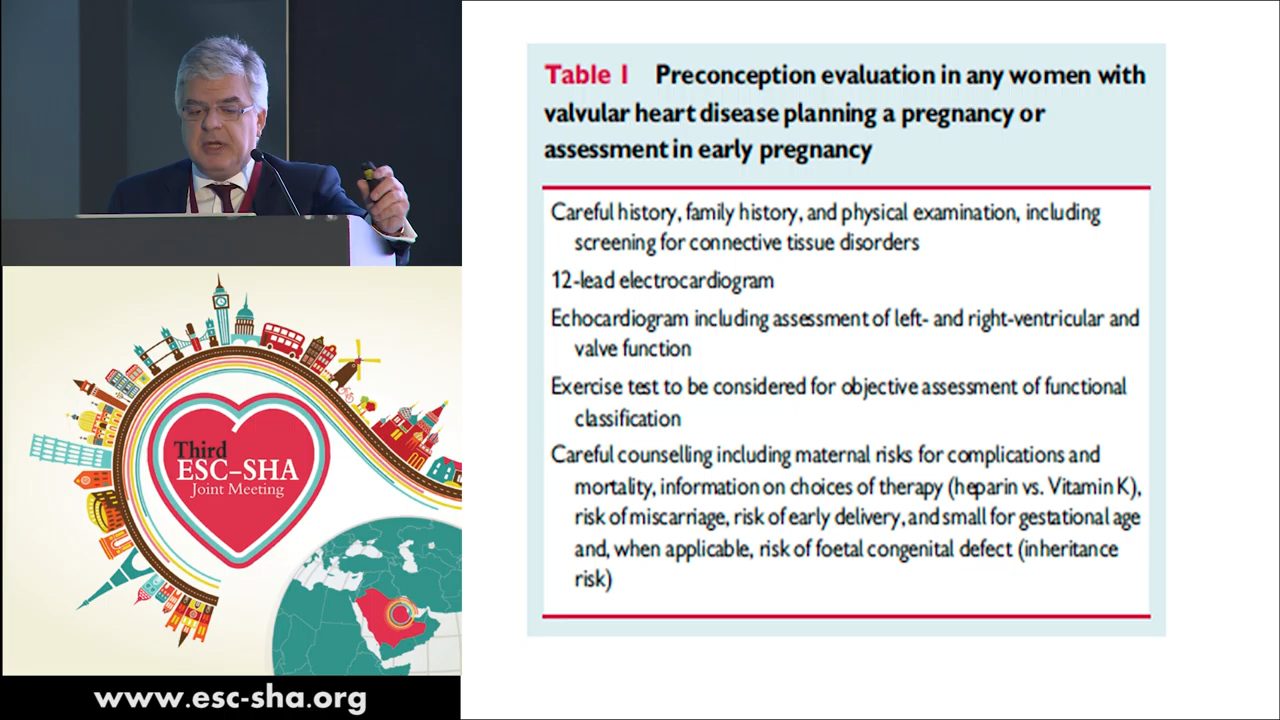 Table 1 Preconception evaluation in any women with
valvular heart disease planning a pregnancy or
assessment in early pregnancy
Careful history, family history, and physical examination, including
screening for connective tissue disorders
12-lead electrocardiogram
Echocardiogram including assessment of left- and right-ventricular and
valve function
Exercise test to be considered for objective assessment of functional
classification
Careful counselling including maternal risks for complications and
mortality, information on choices of therapy (heparin vs. Vitamin K),
risk of miscarriage, risk of early delivery, and small for gestational age
and, when applicable, risk of foetal congenital defect (inheritance
risk)
Third
ESC–SHA
Joint Meeting
www.esc-sha.org